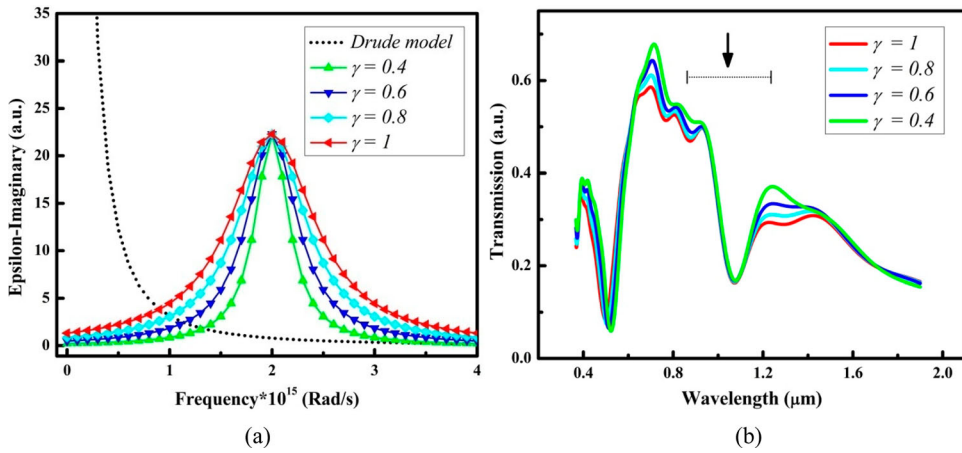 35
30
25
20
15
10
5
0
Epsilon-Imaginary (a.u.)
Drude model
γ = 0.4
γ = 0.6
γ = 0.8
γ = 1
0 1 2 3 4
Frequency*10¹⁵ (Rad/s)
(a)
0.6
0.4
0.2
0.0
Transmission (a.u.)
γ = 1
γ = 0.8
γ = 0.6
γ = 0.4
0.4 0.8 1.2 1.6 2.0
Wavelength (μm)
(b)